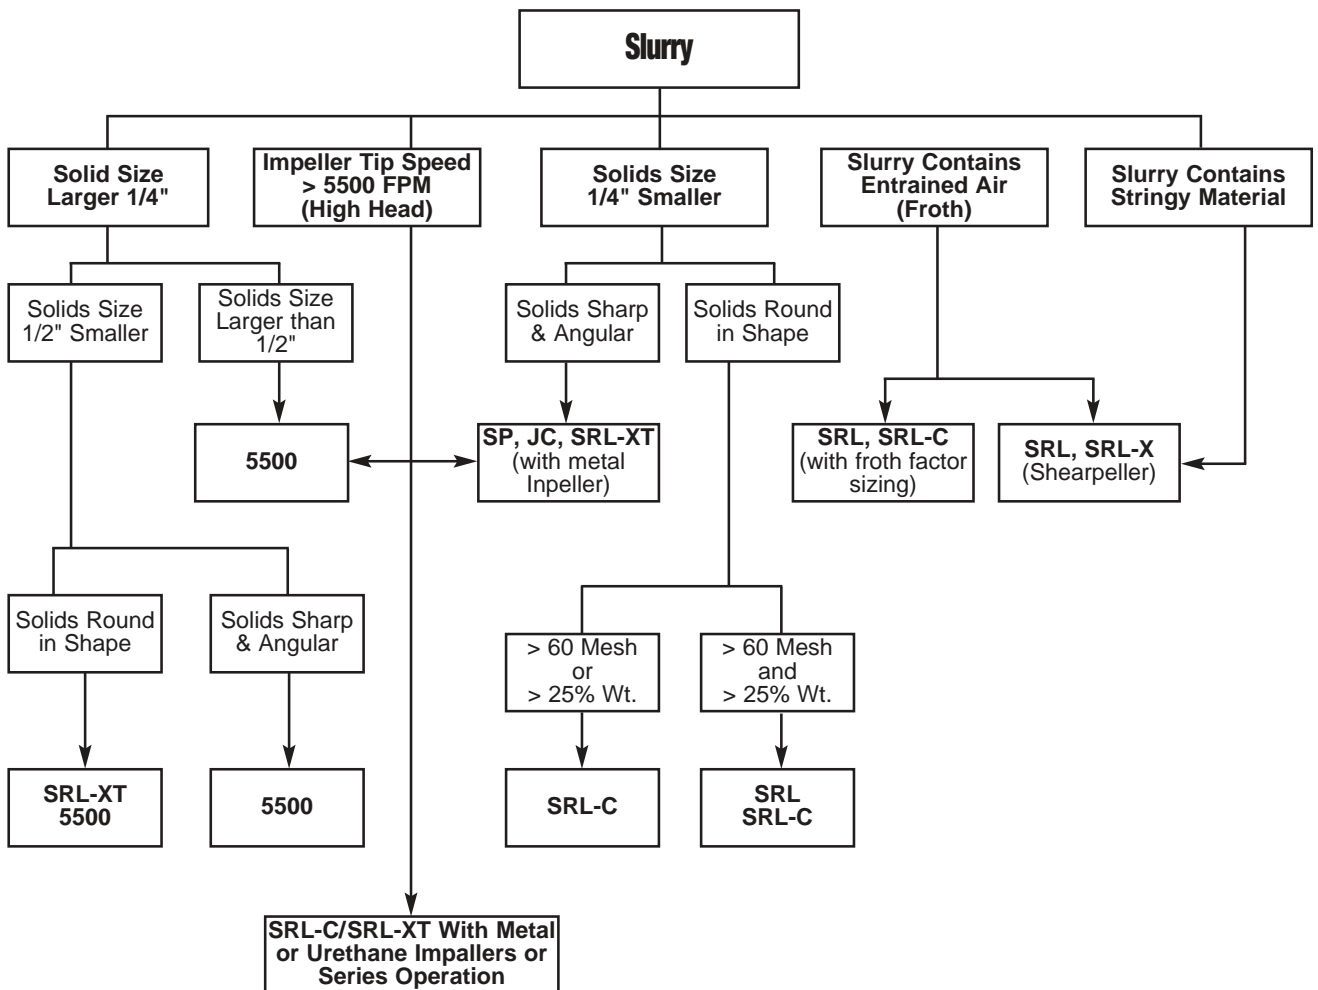 Slurry
Solid Size
Larger 1/4"
Impeller Tip Speed
> 5500 FPM
(High Head)
Solids Size
1/4" Smaller
Slurry Contains
Entrained Air
(Froth)
Slurry Contains
Stringy Material
Solids Size
1/2" Smaller
Solids Size
Larger than
1/2"
Solids Sharp
& Angular
Solids Round
in Shape
5500
SP, JC, SRL-XT
(with metal
Inpeller)
SRL, SRL-C
(with froth factor
sizing)
SRL, SRL-X
(Shearpeller)
Solids Round
in Shape
Solids Sharp
& Angular
> 60 Mesh
or
> 25% Wt.
> 60 Mesh
and
> 25% Wt.
SRL-XT
5500
5500
SRL-C
SRL
SRL-C
SRL-C/SRL-XT With Metal
or Urethane Impallers or
Series Operation